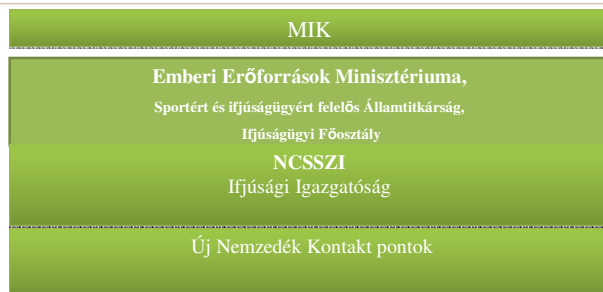 MIK
Emberi Erőforrások Minisztériuma,
Sportért és ifjúságügyért felelős Államtitkárság,
Ifjúságügyi Főosztály
NCSSZI
Ifjúsági Igazgatóság
Új Nemzedék Kontakt pontok